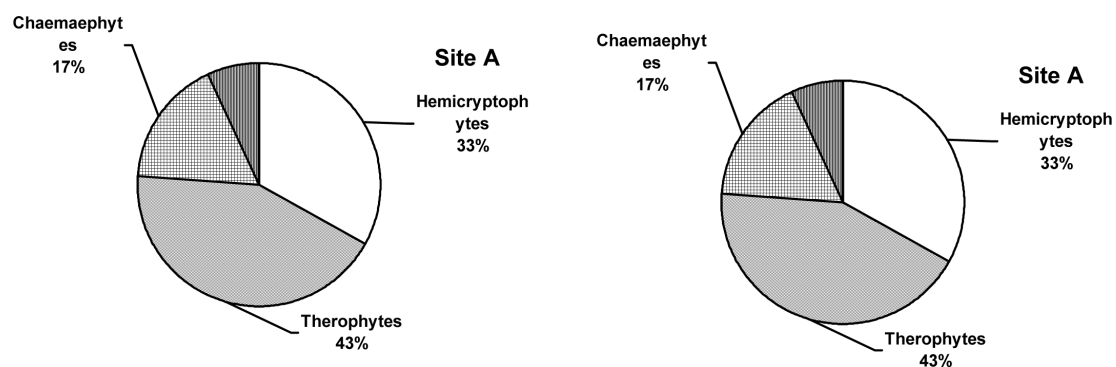 Chaemaephyt
es
17%
Site A
Hemicryptoph
ytes
33%
Therophytes
43%
Chaemaephyt
es
17%
Site A
Hemicryptoph
ytes
33%
Therophytes
43%